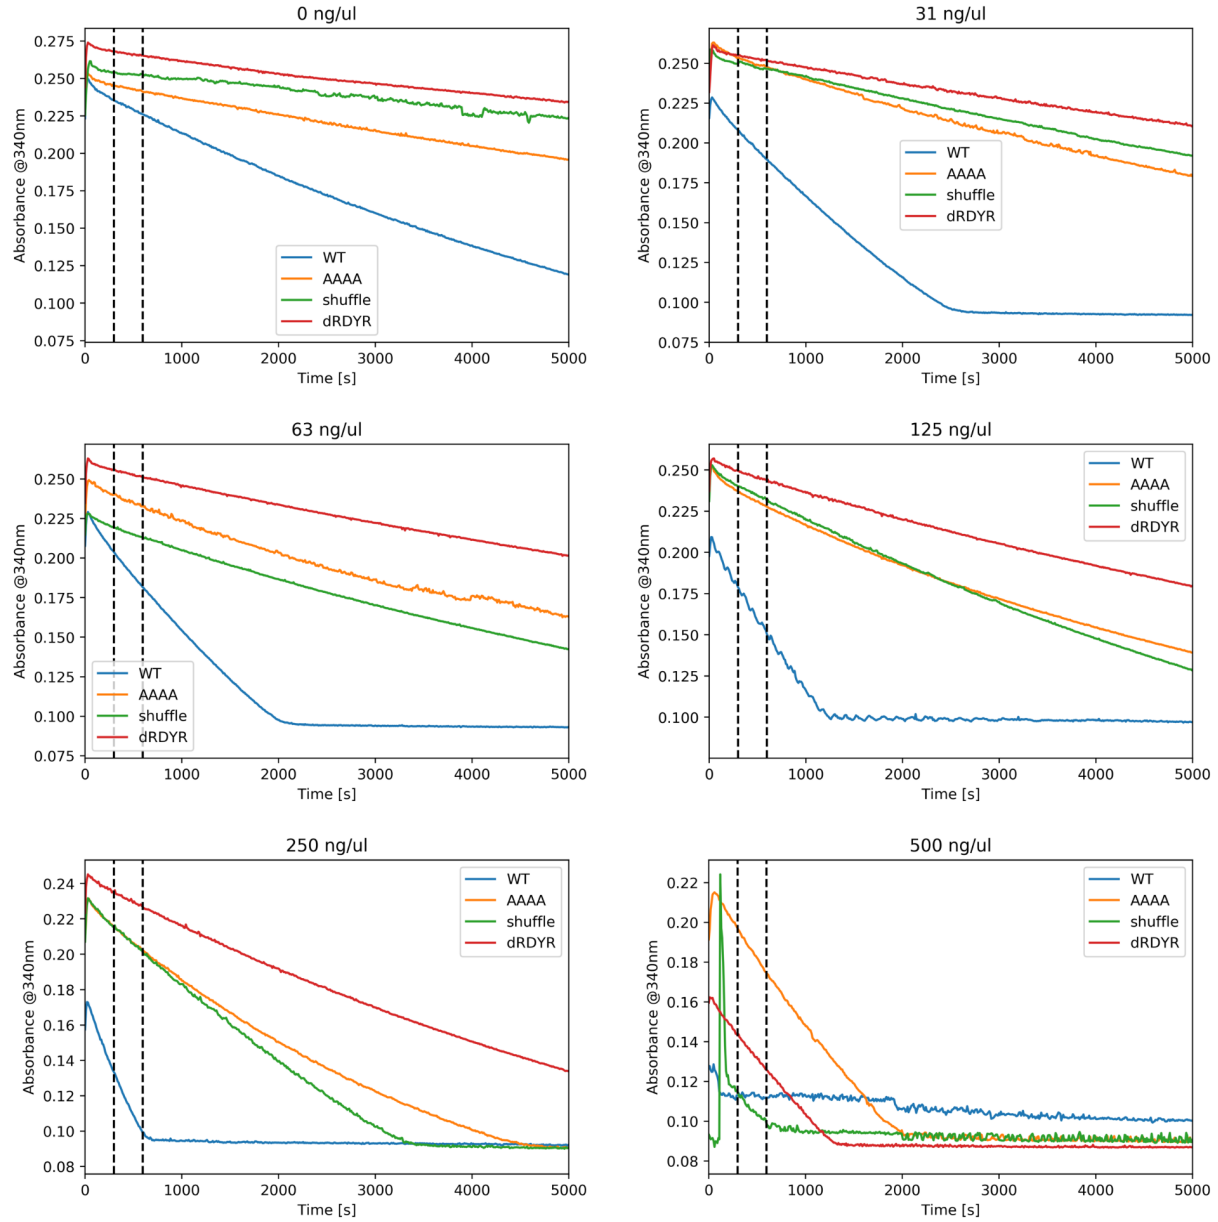 0 ng/ul
Absorbance @340nm
0.275
0.250
0.225
0.200
0.175
0.150
0.125
0.100
0.075
WT
AAAA
shuffle
dRDYR
0 1000 2000 3000 4000 5000
Time [s]
31 ng/ul
Absorbance @340nm
0.250
0.225
0.200
0.175
0.150
0.125
0.100
0.075
WT
AAAA
shuffle
dRDYR
0 1000 2000 3000 4000 5000
Time [s]
63 ng/ul
Absorbance @340nm
0.250
0.225
0.200
0.175
0.150
0.125
0.100
0.075
WT
AAAA
shuffle
dRDYR
0 1000 2000 3000 4000 5000
Time [s]
125 ng/ul
Absorbance @340nm
0.250
0.225
0.200
0.175
0.150
0.125
0.100
WT
AAAA
shuffle
dRDYR
0 1000 2000 3000 4000 5000
Time [s]
250 ng/ul
Absorbance @340nm
0.24
0.22
0.20
0.18
0.16
0.14
0.12
0.10
0.08
WT
AAAA
shuffle
dRDYR
0 1000 2000 3000 4000 5000
Time [s]
500 ng/ul
Absorbance @340nm
0.22
0.20
0.18
0.16
0.14
0.12
0.10
0.08
WT
AAAA
shuffle
dRDYR
0 1000 2000 3000 4000 5000
Time [s]